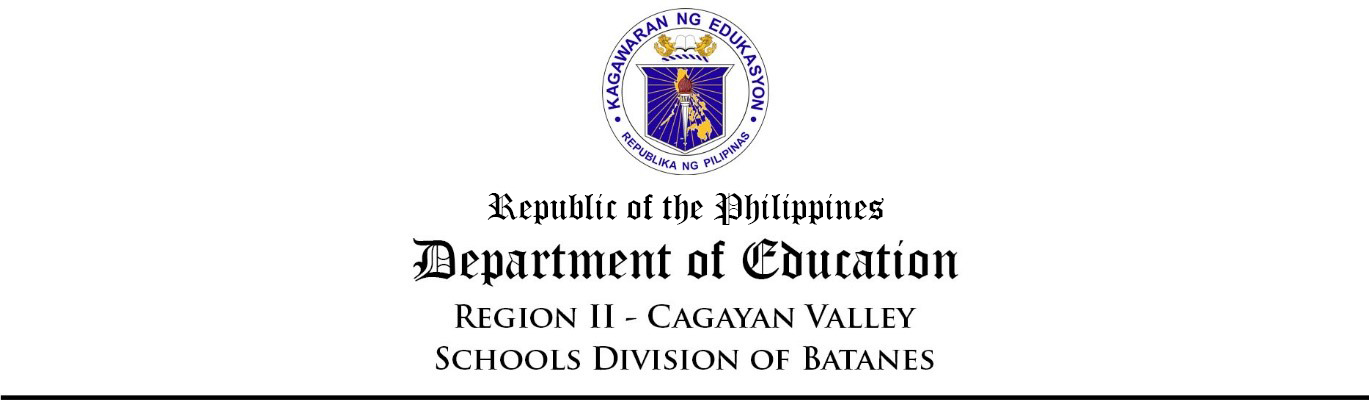 KAGAWARAN NG EDUKASYON
REPUBLIKA NG PILIPINAS
Republic of the Philippines
Department of Education
REGION II - CAGAYAN VALLEY
SCHOOLS DIVISION OF BATANES